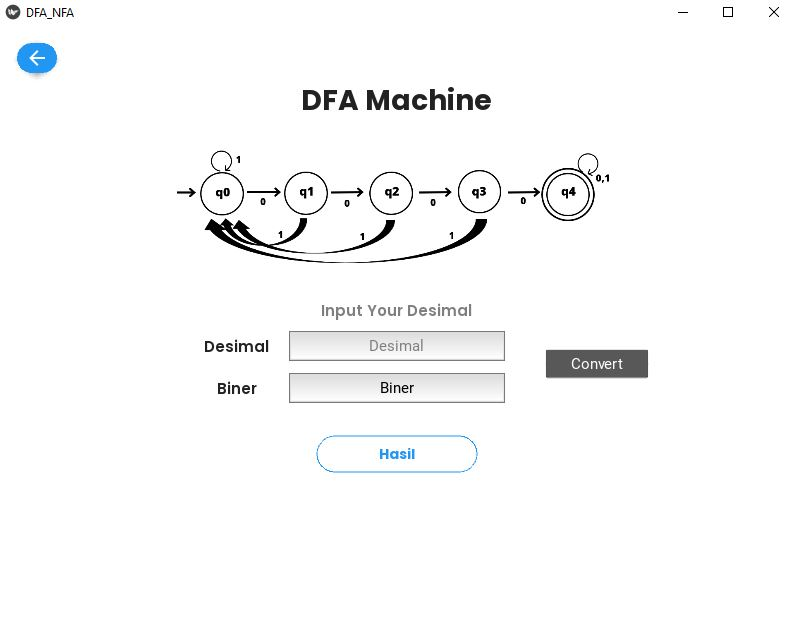 DFA_NFA
DFA Machine
1
0,1
q0 q1 q2 q3 q4
0 0 0 0
1 1 1
Input Your Desimal
Desimal Desimal
Convert
Biner Biner
Hasil